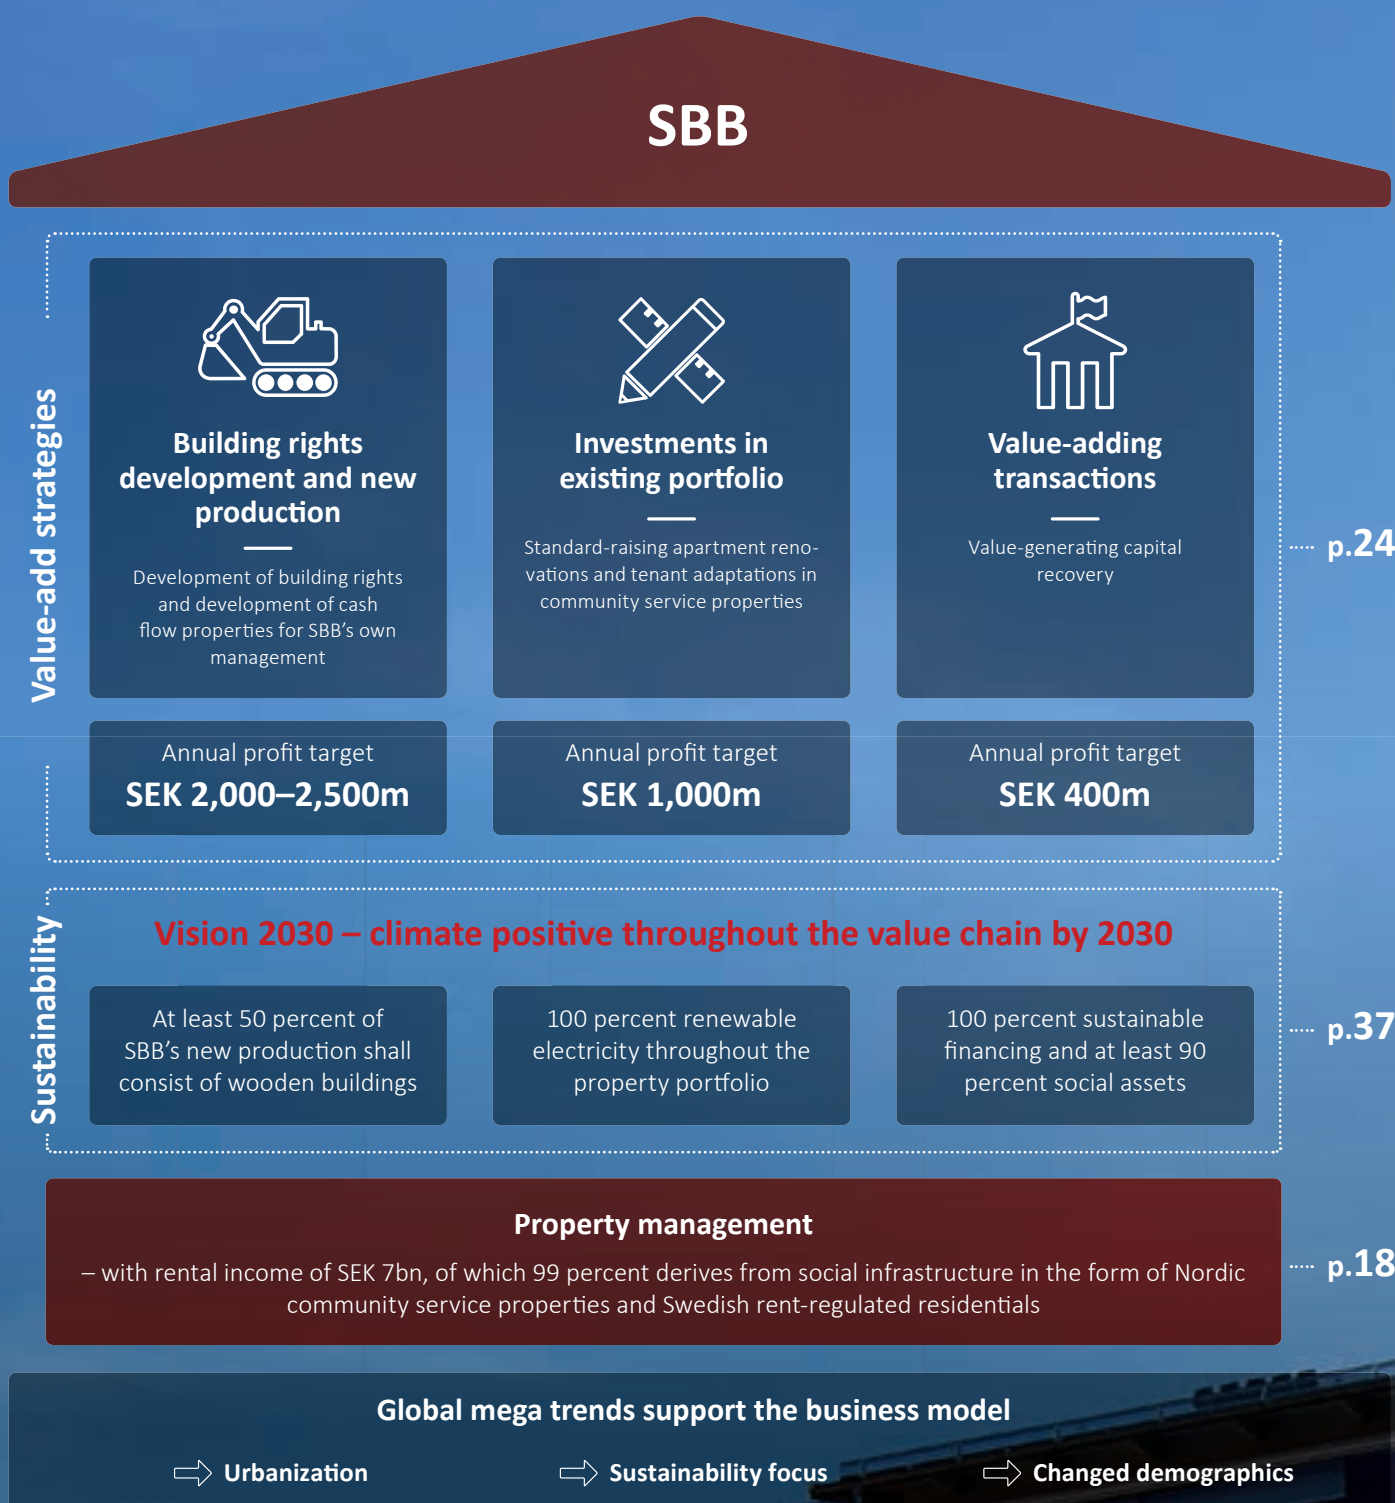 SBB
Value-add strategies
Building rights
development and new
production
Development of building rights
and development of cash
flow properties for SBB's own
management
Investments in
existing portfolio
Standard-raising apartment reno-
vations and tenant adaptations in
community service properties
Value-adding
transactions
Value-generating capital
recovery
p.24
Annual profit target
SEK 2,000–2,500m
Annual profit target
SEK 1,000m
Annual profit target
SEK 400m
Sustainability
Vision 2030 – climate positive throughout the value chain by 2030
At least 50 percent of
SBB's new production shall
consist of wooden buildings
100 percent renewable
electricity throughout the
property portfolio
100 percent sustainable
financing and at least 90
percent social assets
p.37
Property management
– with rental income of SEK 7bn, of which 99 percent derives from social infrastructure in the form of Nordic
community service properties and Swedish rent-regulated residentials
p.18
Global mega trends support the business model
Urbanization
Sustainability focus
Changed demographics